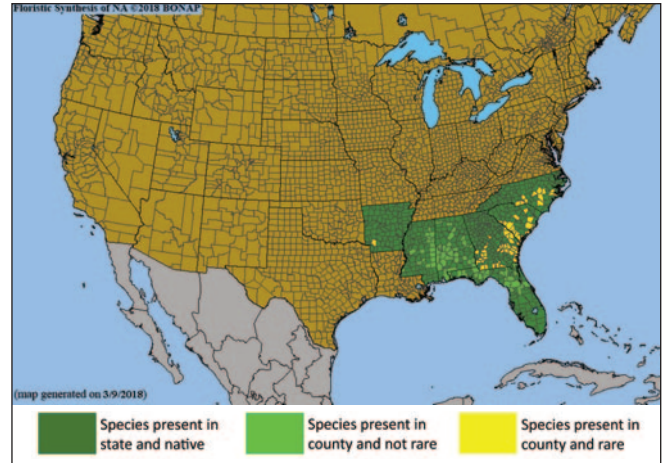 Floristic Synthesis of NA ©2018 BONAP
(map generated on 3/9/2018)
Species present in
state and native
Species present in
county and not rare
Species present in
county and rare